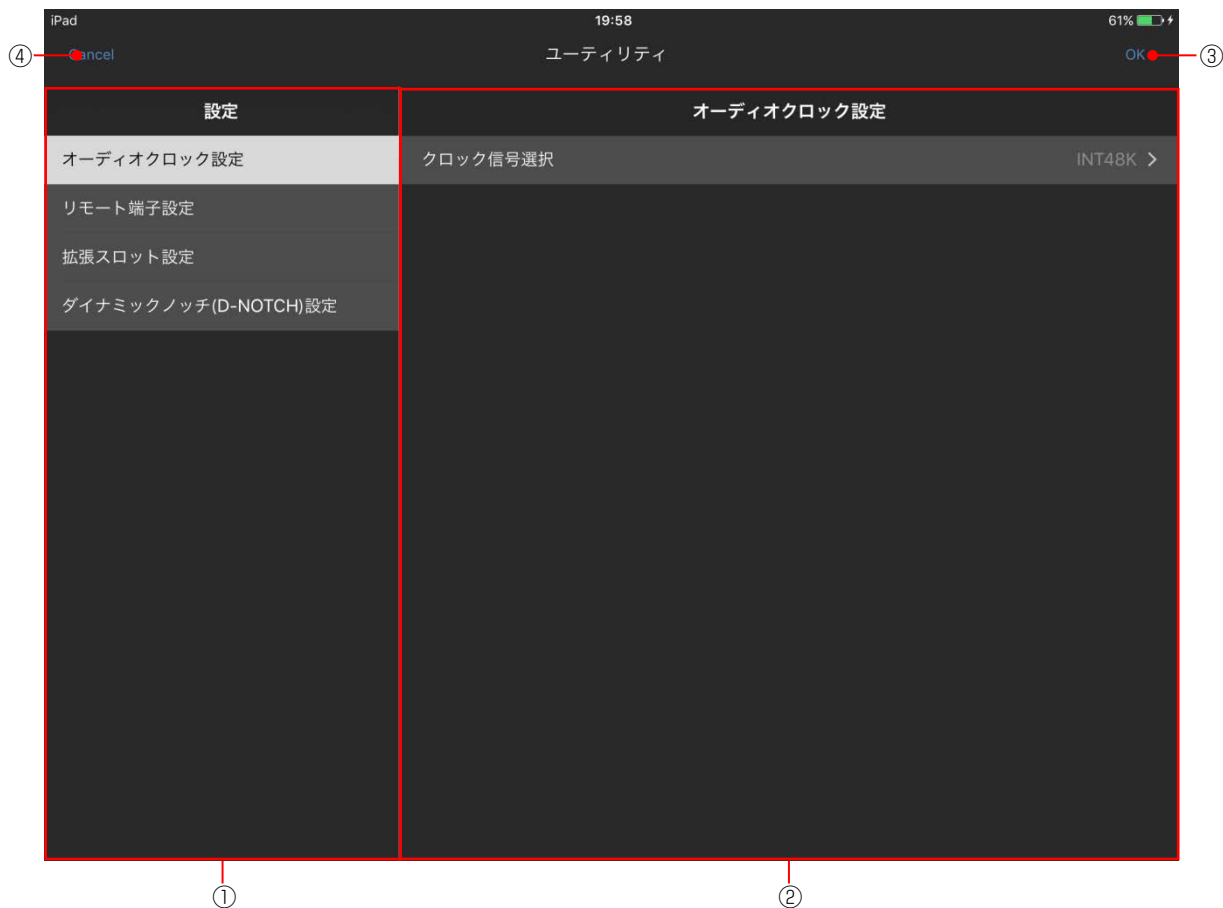 iPad 19:58 61%
④ Cancel ユーティリティ OK ③
設定 オーディオクロック設定
オーディオクロック設定 クロック信号選択 INT48K >
リモート端子設定
拡張スロット設定
ダイナミックノッチ(D-NOTCH)設定
① ②